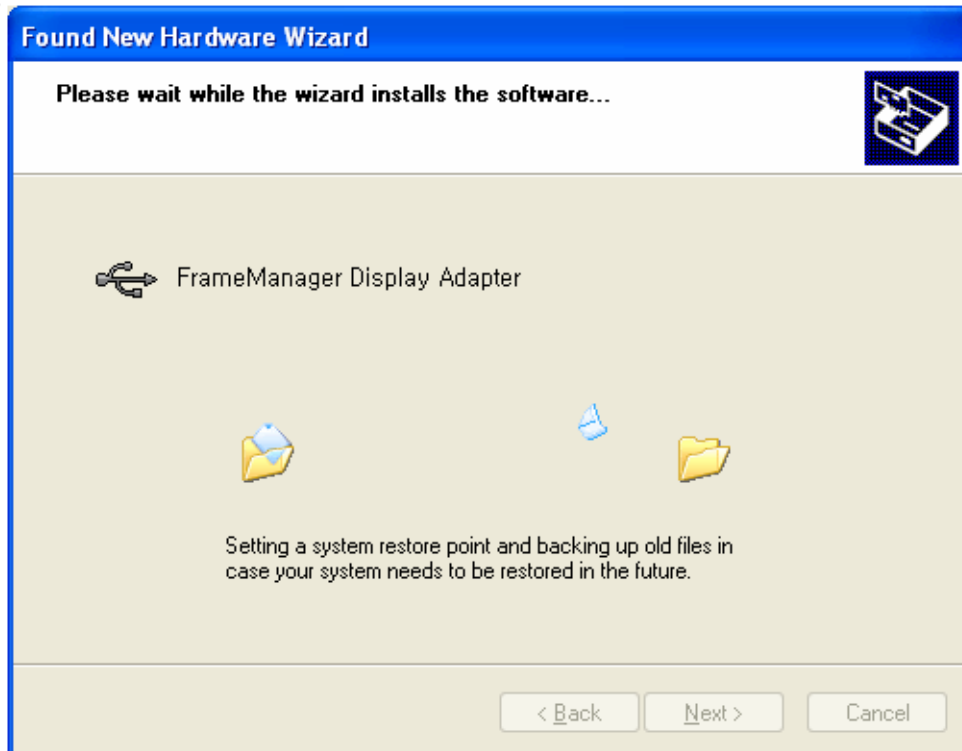 Found New Hardware Wizard
Please wait while the wizard installs the software...
FrameManager Display Adapter
Setting a system restore point and backing up old files in
case your system needs to be restored in the future.
< Back
Next >
Cancel